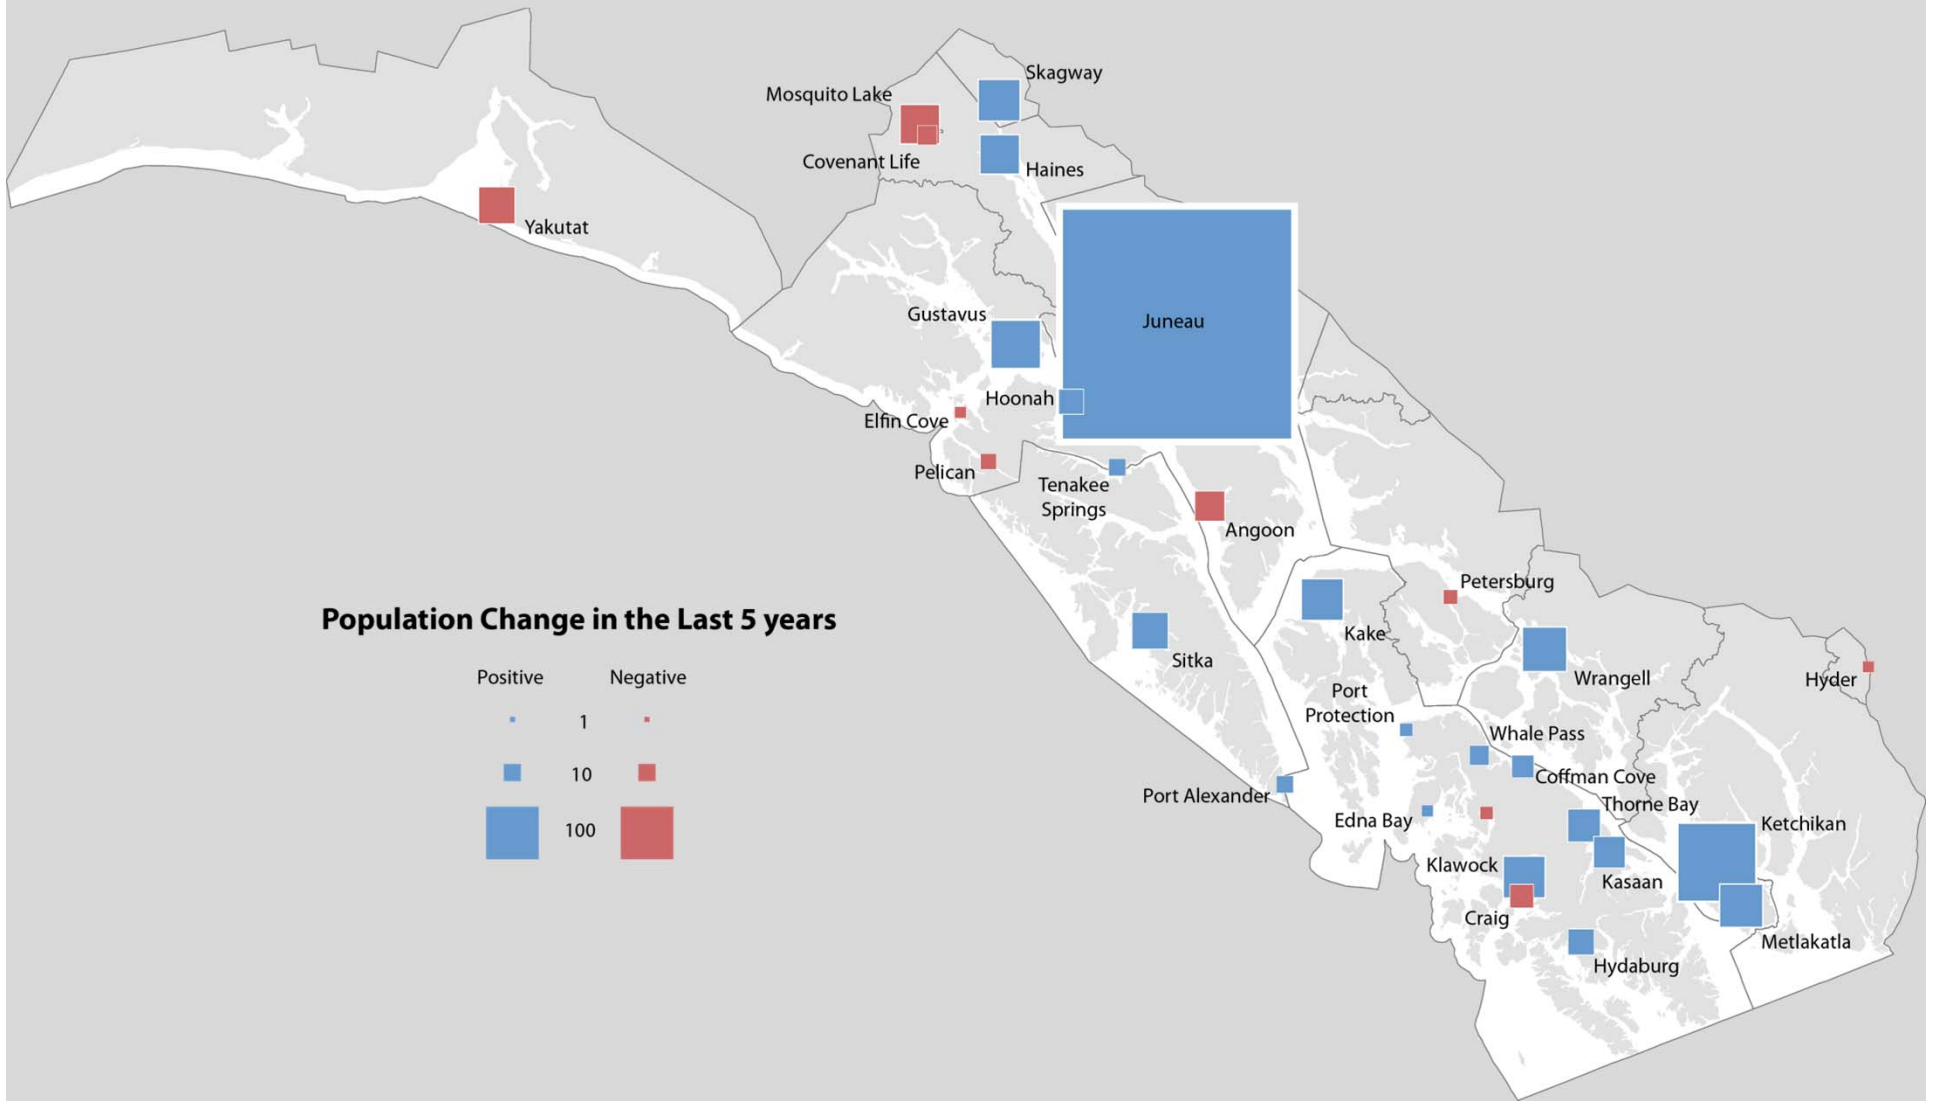 Skagway
Mosquito Lake
Covenant Life
Haines
Yakutat
Gustavus
Juneau
Hoonah
Elfin Cove
Pelican
Tenakee
Springs
Angoon
Petersburg
Kake
Sitka
Wrangell
Hyder
Port
Protection
Whale Pass
Coffman Cove
Port Alexander
Thorne Bay
Edna Bay
Ketchikan
Klawock
Kasaan
Craig
Metlakatla
Hydaburg
Population Change in the Last 5 years
Positive Negative
1
10
100